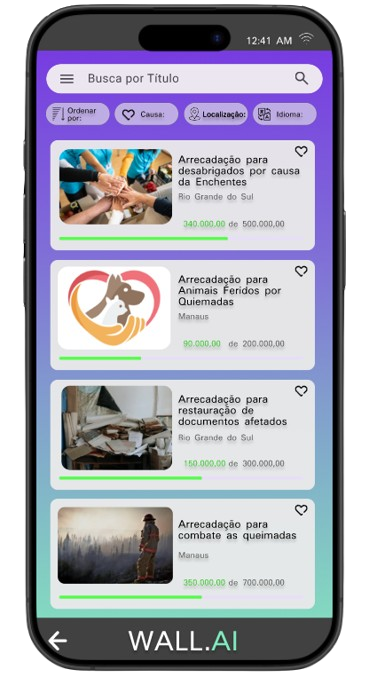 12:41 AM
Busca por Título
Ordenar
por:
Causa:
Localização:
Idioma:
Arrecadação para
desabrigados por causa
da Enchentes
Rio Grande do Sul
340.000,00 de 500.000,00
Arrecadação para
Animais Feridos por
Quiemadas
Manaus
90.000,00 de 200.000,00
Arrecadação para
restauração de
documentos afetados
Rio Grande do Sul
150.000,00 de 300.000,00
Arrecadação para
combate as queimadas
Manaus
350.000,00 de 700.000,00
WALL.AI